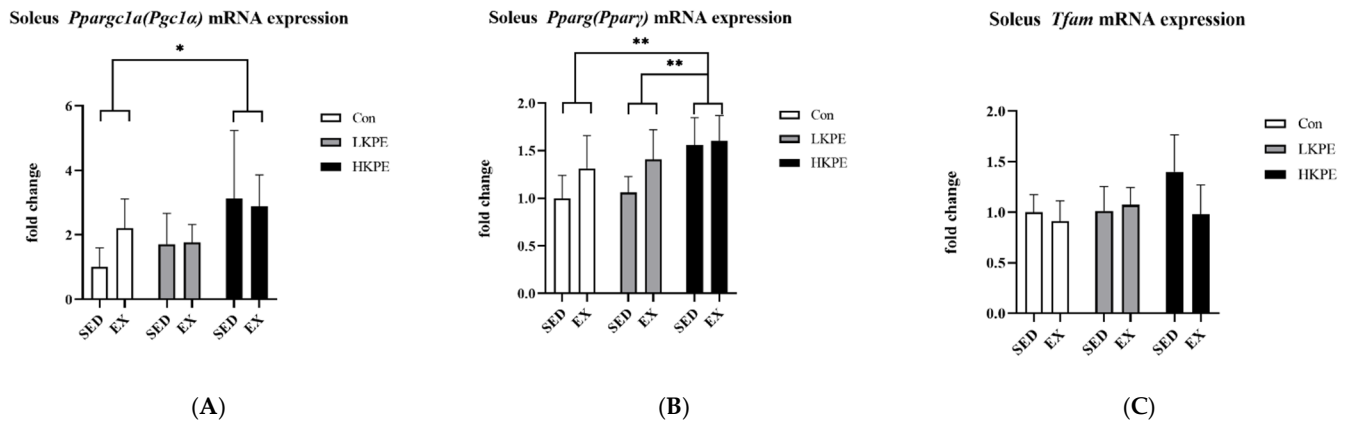 Soleus Ppargc1a(Pgc1α) mRNA expression
*
6
4
2
0
fold change
SED
EX
SED
EX
SED
EX
Con
LKPE
HKPE
(A)
Soleus Pparg(Pparγ) mRNA expression
**
**
2.0
1.5
1.0
0.5
0.0
fold change
SED
EX
SED
EX
SED
EX
Con
LKPE
HKPE
(B)
Soleus Tfam mRNA expression
2.0
1.5
1.0
0.5
0.0
fold change
SED
EX
SED
EX
SED
EX
Con
LKPE
HKPE
(C)